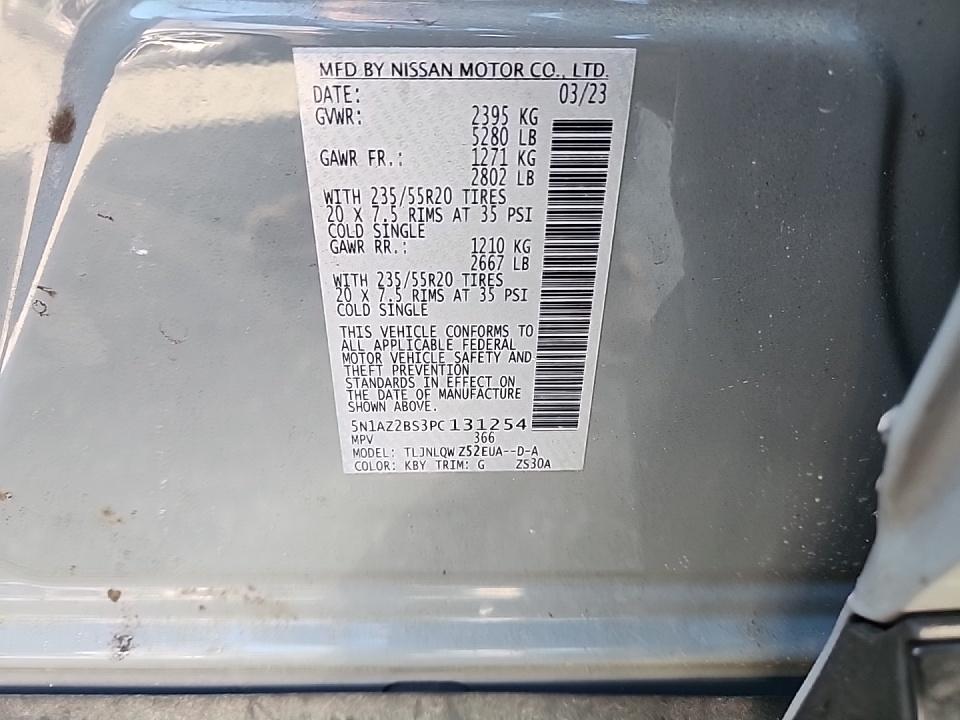 MFD BY NISSAN MOTOR CO., LTD.
DATE: 03/23
GVWR: 2395 KG
5280 LB
GAWR FR.: 1271 KG
2802 LB
WITH 235/55R20 TIRES
20 X 7.5 RIMS AT 35 PSI
COLD SINGLE
GAWR RR.: 1210 KG
2667 LB
WITH 235/55R20 TIRES
20 X 7.5 RIMS AT 35 PSI
COLD SINGLE
THIS VEHICLE CONFORMS TO
ALL APPLICABLE FEDERAL
MOTOR VEHICLE SAFETY AND
THEFT PREVENTION
STANDARDS IN EFFECT ON
THE DATE OF MANUFACTURE
SHOWN ABOVE.
5N1AZ2BS3PC131254
MPV 366
MODEL: TLJNLQW Z52EUA--D-A
COLOR: KBY TRIM: G ZS30A